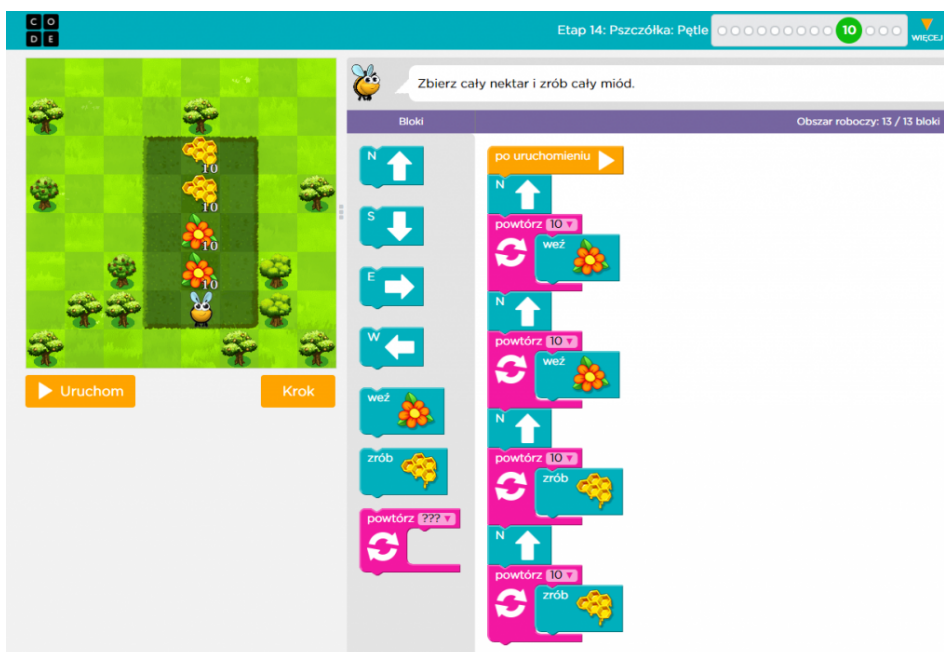 CODE
Etap 14: Pszczółka: Pętle
10
WIĘCEJ
Zbierz cały nektar i zrób cały miód.
Bloki
Obszar roboczy: 13 / 13 bloki
10
10
10
10
Uruchom
Krok
N
S
E
W
weź
zrób
powtórz ???
po uruchomieniu
N
powtórz 10
weź
N
powtórz 10
weź
N
powtórz 10
zrób
N
powtórz 10
zrób